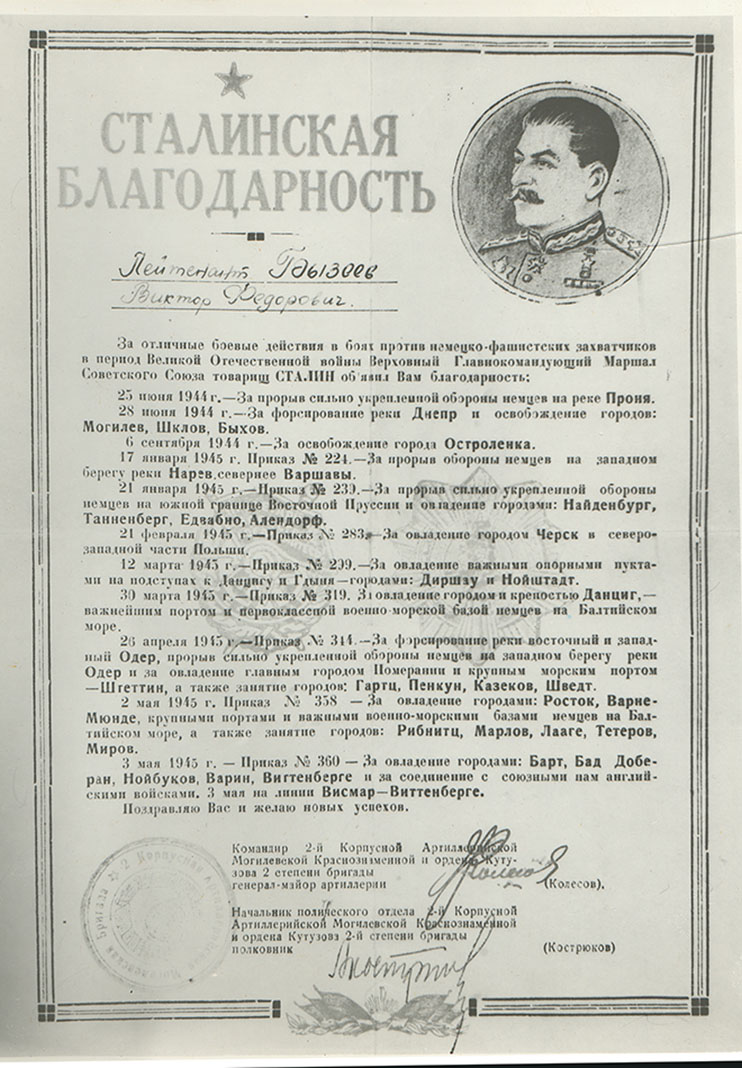 СТАЛИНСКАЯ
БЛАГОДАРНОСТЬ
Лейтенант Гдызеев
Виктор Федорович.
За отличные боевые действия в боях против немецко-фашистских захватчиков
в период Великой Отечественной войны Верховный Главнокомандующий Маршал
Советского Союза товарищ СТАЛИН об'явил Вам благодарность:
25 июня 1944 г.—За прорыв сильно укрепленной обороны немцев на реке Проня.
28 июня 1944 г.—За форсирование реки Днепр и освобождение городов:
Могилев, Шклов, Быхов.
6 сентября 1944 г.—За освобождение города Остроленка.
17 января 1945 г. Приказ № 224.—За прорыв обороны немцев на западном
берегу реки Нарев.севернее Варшавы.
21 января 1945 г.—Приказ № 239.—За прорыв сильно укрепленной обороны
немцев на южной границе Восточной Пруссии и овладение городами: Найденбург,
Танненберг, Едвабно, Алендорф.
21 февраля 1945 г.—Приказ № 283.—За овладение городом Черск в северо-
западной части Польши.
12 марта 1945 г.—Приказ № 299.—За овладение важными опорными пункта-
ми на подступах к Данцигу и Гдыня—городами: Диршау и Нойштадт.
30 марта 1945 г.—Приказ № 319. За овладение городом и крепостью Данциг,—
важнейшим портом и первоклассной военно-морской базой немцев на Балтийском
море.
26 апреля 1945 г.—Приказ № 344.—За форсирование реки восточный и запад-
ный Одер, прорыв сильно укрепленной обороны немцев на западном берегу реки
Одер и за овладение главным городом Померании и крупным морским портом
—Штеттин, а также занятие городов: Гартц, Пенкун, Казеков, Шведт.
2 мая 1945 г. Приказ № 358 — За овладение городами: Росток, Варне-
Мюнде, крупными портами и важными военно-морскими базами немцев на Бал-
тийском море, а также занятие городов: Рибнитц, Марлов, Лааге, Тетеров,
Миров.
3 мая 1945 г. — Приказ № 360 — За овладение городами: Барт, Бад Добе-
ран, Нойбуков, Варин, Виттенберге и за соединение с союзными нам англий-
скими войсками. 3 мая на линии Висмар—Виттенберге.
Поздравляю Вас и желаю новых успехов.
Командир 2-й Корпусной Артиллерийской
Могилевской Краснознаменной и ордена Куту-
зова 2 степени бригады
генерал-майор артиллерии
(Колесов),
Начальник политического отдела 2-й Корпусной
Артиллерийской Могилевской Краснознаменной
и ордена Кутузова 2-й степени бригады
полковник
(Кострюков)